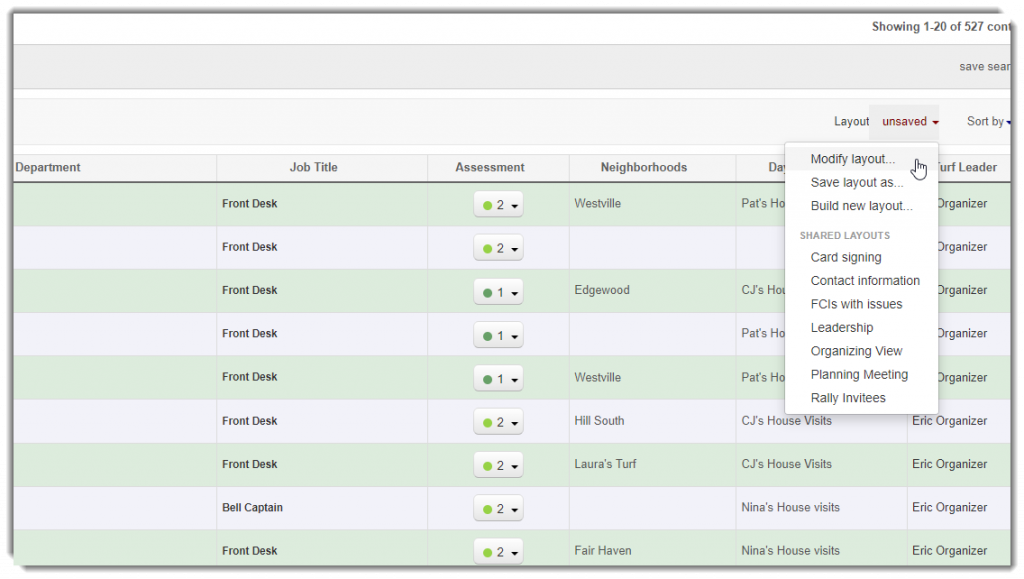 Showing 1-20 of 527 cont
save sear
Layout unsaved Sort by
Modify layout...
Save layout as...
Build new layout...
SHARED LAYOUTS
Card signing
Contact information
FCIs with issues
Leadership
Organizing View
Planning Meeting
Rally Invitees
Department Job Title Assessment Neighborhoods Da Turf Leader
Front Desk 2 Westville Pat's Ho Organizer
Front Desk 2 Organizer
Front Desk 1 Edgewood CJ's Hou Organizer
Front Desk 1 Pat's Ho Organizer
Front Desk 1 Westville Pat's Ho Organizer
Front Desk 2 Hill South CJ's House Visits Eric Organizer
Front Desk 2 Laura's Turf CJ's House Visits Eric Organizer
Bell Captain 2 Nina's House visits Eric Organizer
Front Desk 2 Fair Haven Nina's House visits Eric Organizer